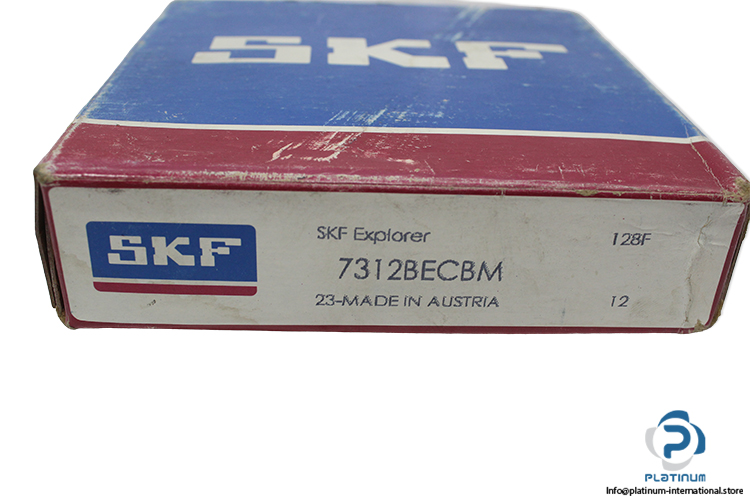 SKF
SKF
SKF Explorer
128F
7312BECBM
23-MADE IN AUSTRIA
12
PLATINUM
Info@platinum-international.store